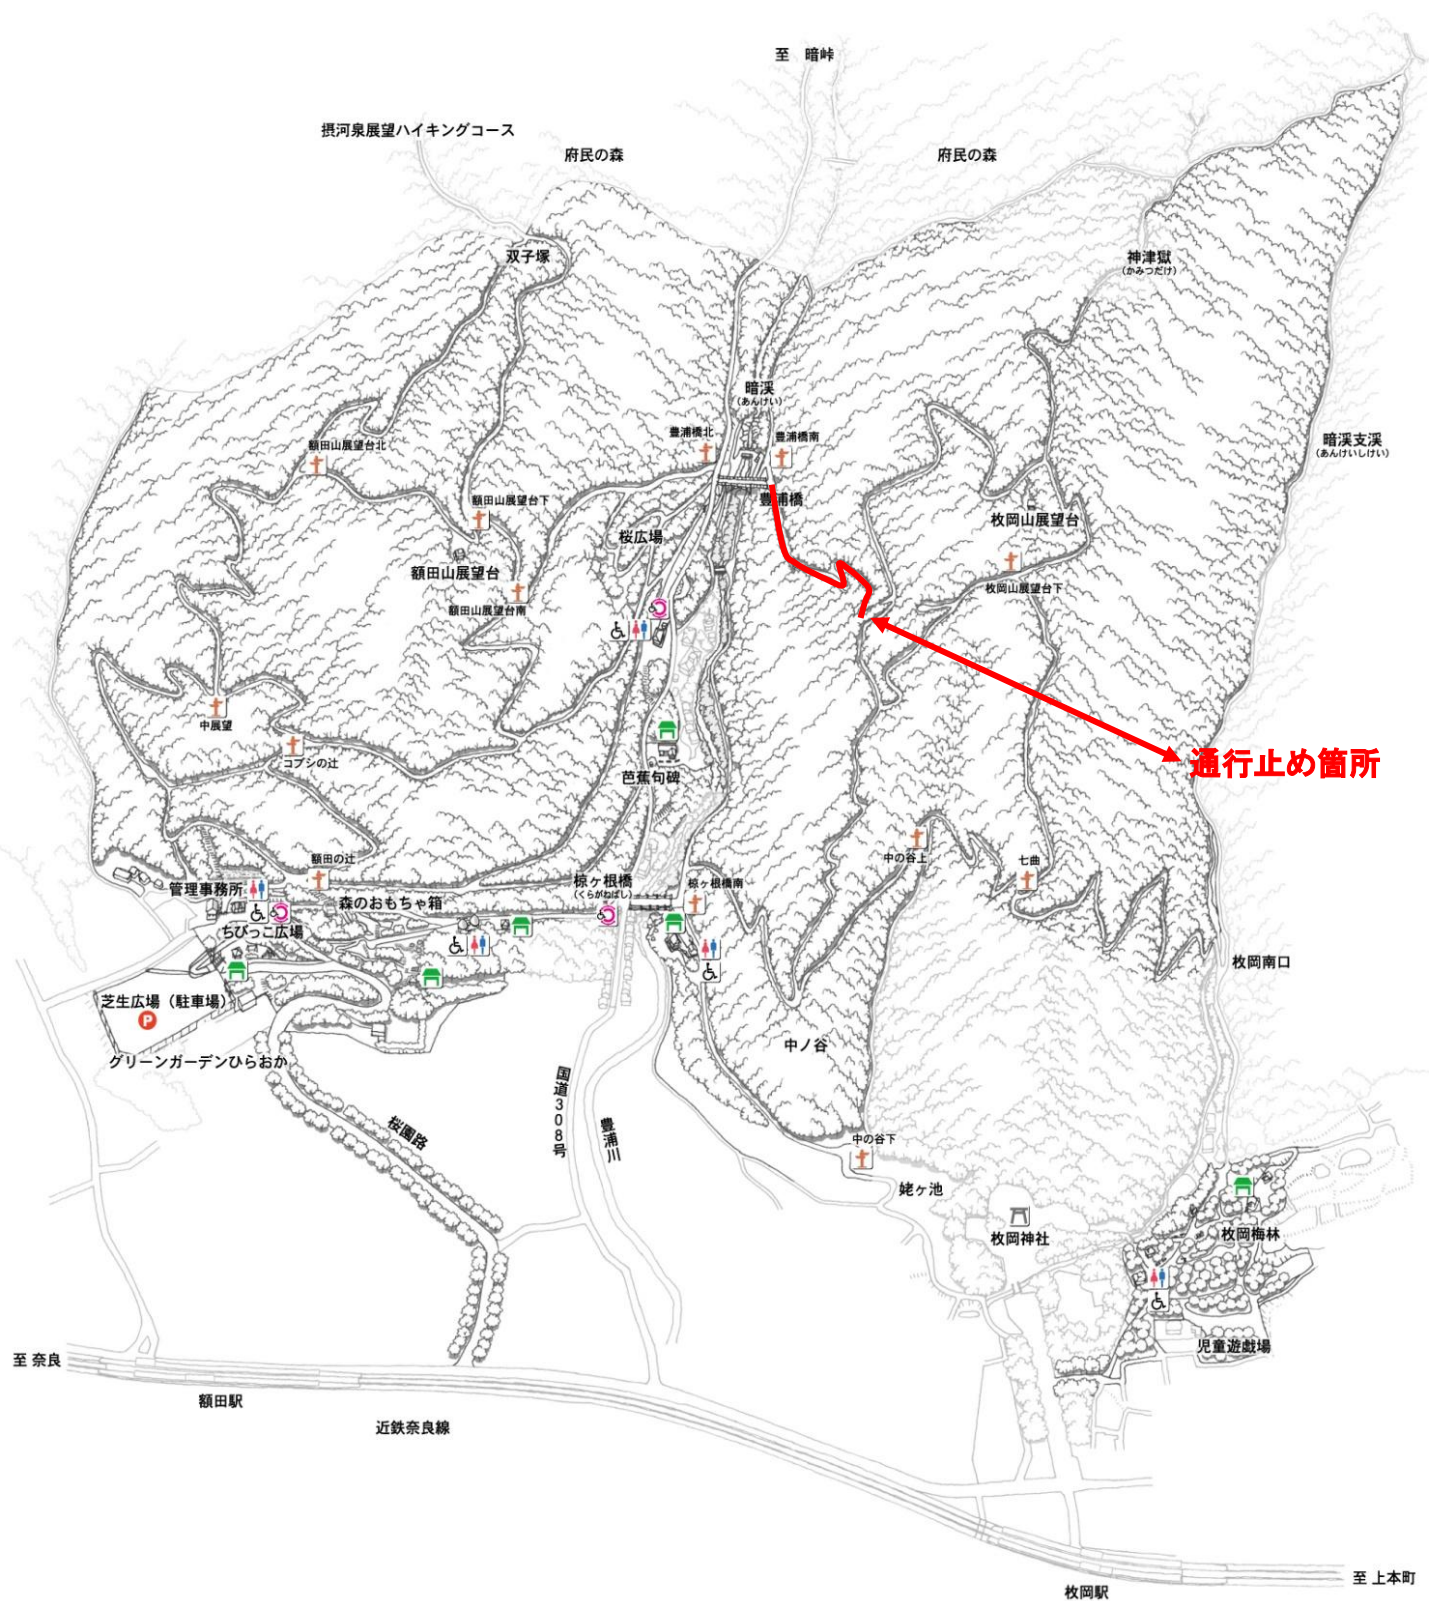 至 暗峠
摂河泉展望ハイキングコース
府民の森
府民の森
双子塚
神津獄
(かみつだけ)
暗渓
(あんけい)
豊浦橋北
豊浦橋南
額田山展望台北
暗渓支渓
(あんけいしけい)
豊浦橋
額田山展望台下
枚岡山展望台
桜広場
額田山展望台
枚岡山展望台下
額田山展望台南
中展望
コブシの辻
通行止め箇所
芭蕉句碑
額田の辻
中の谷上
七曲
管理事務所
椋ヶ根橋
(くらがねばし)
椋ヶ根橋南
森のおもちゃ箱
ちびっこ広場
枚岡南口
芝生広場（駐車場）
P
中ノ谷
グリーンガーデンひらおか
国道308号
桜園路
豊浦川
中の谷下
姥ヶ池
枚岡神社
枚岡梅林
児童遊戯場
至 奈良
額田駅
近鉄奈良線
至 上本町
枚岡駅